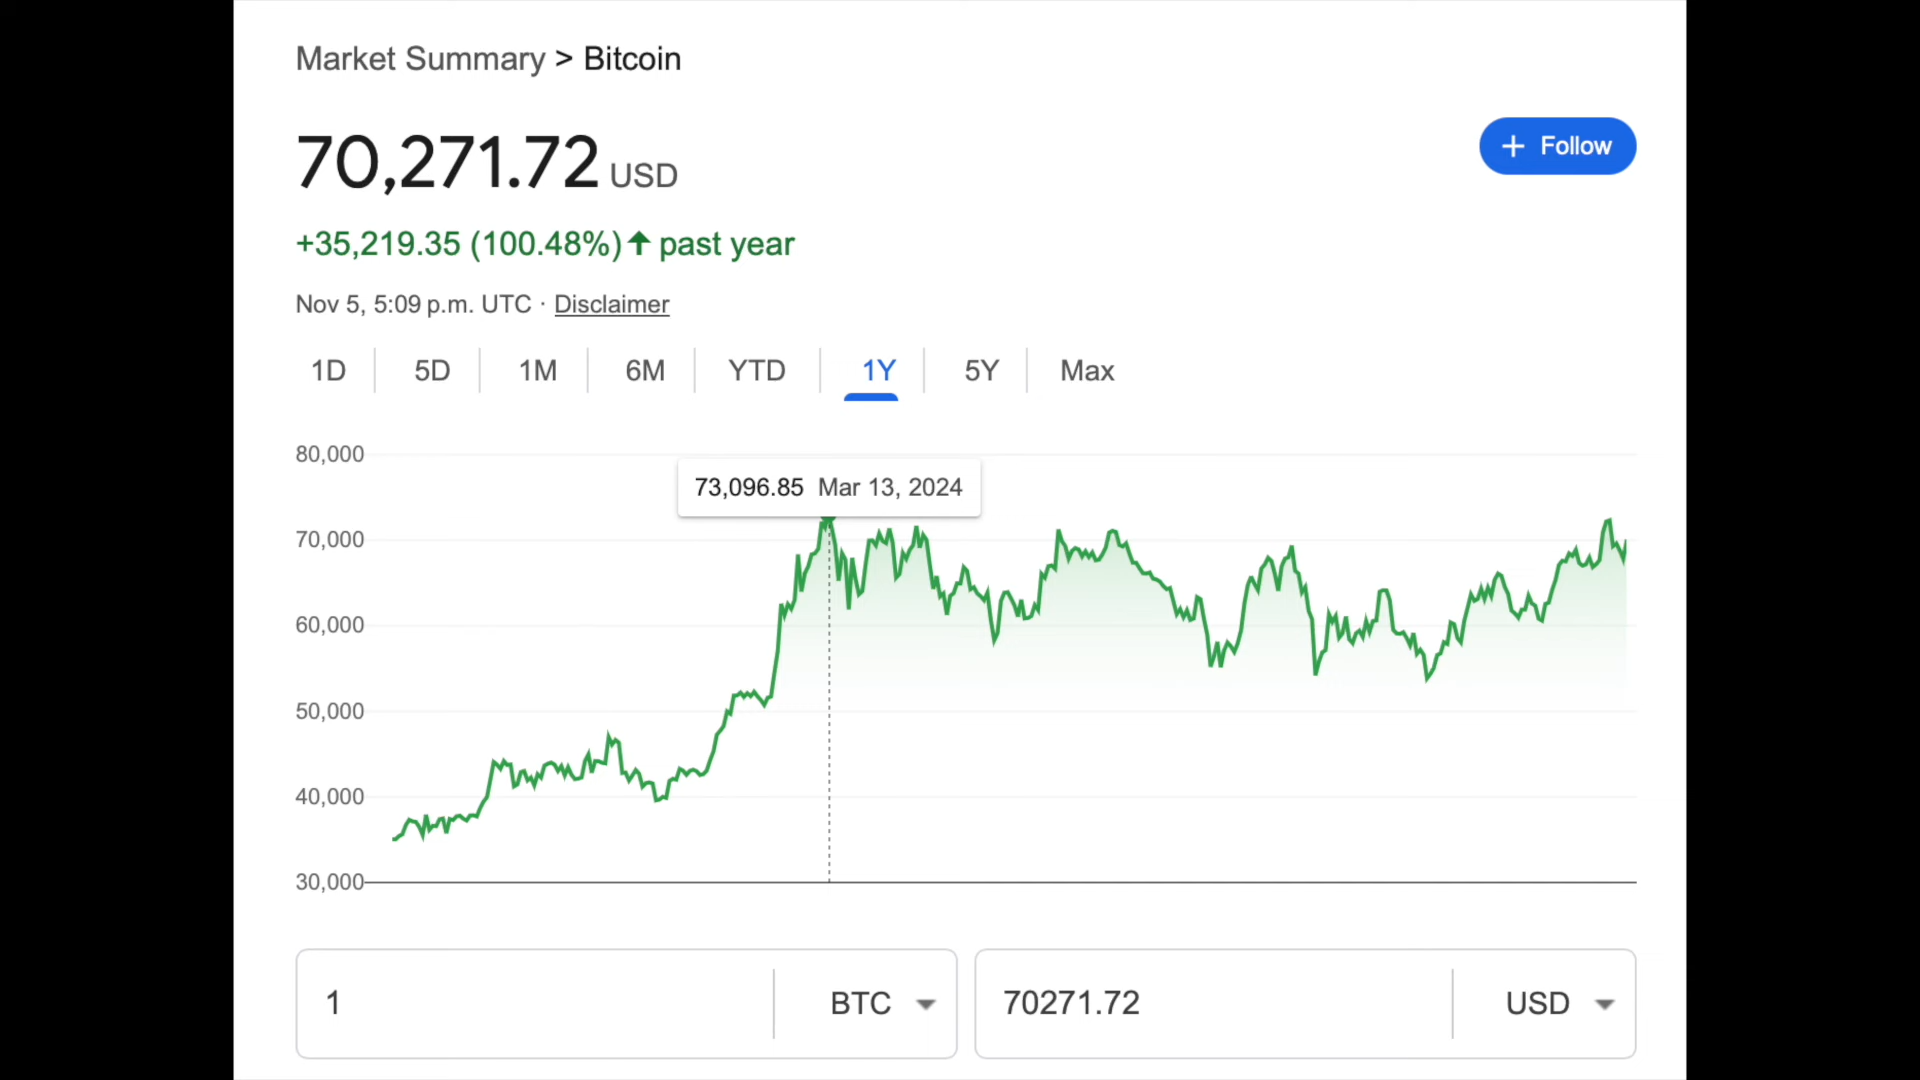 Market Summary > Bitcoin
70,271.72 USD
+ Follow
+35,219.35 (100.48%) ↑ past year
Nov 5, 5:09 p.m. UTC · Disclaimer
1D 5D 1M 6M YTD 1Y 5Y Max
80,000
73,096.85 Mar 13, 2024
70,000
60,000
50,000
40,000
30,000
1 BTC 70271.72 USD